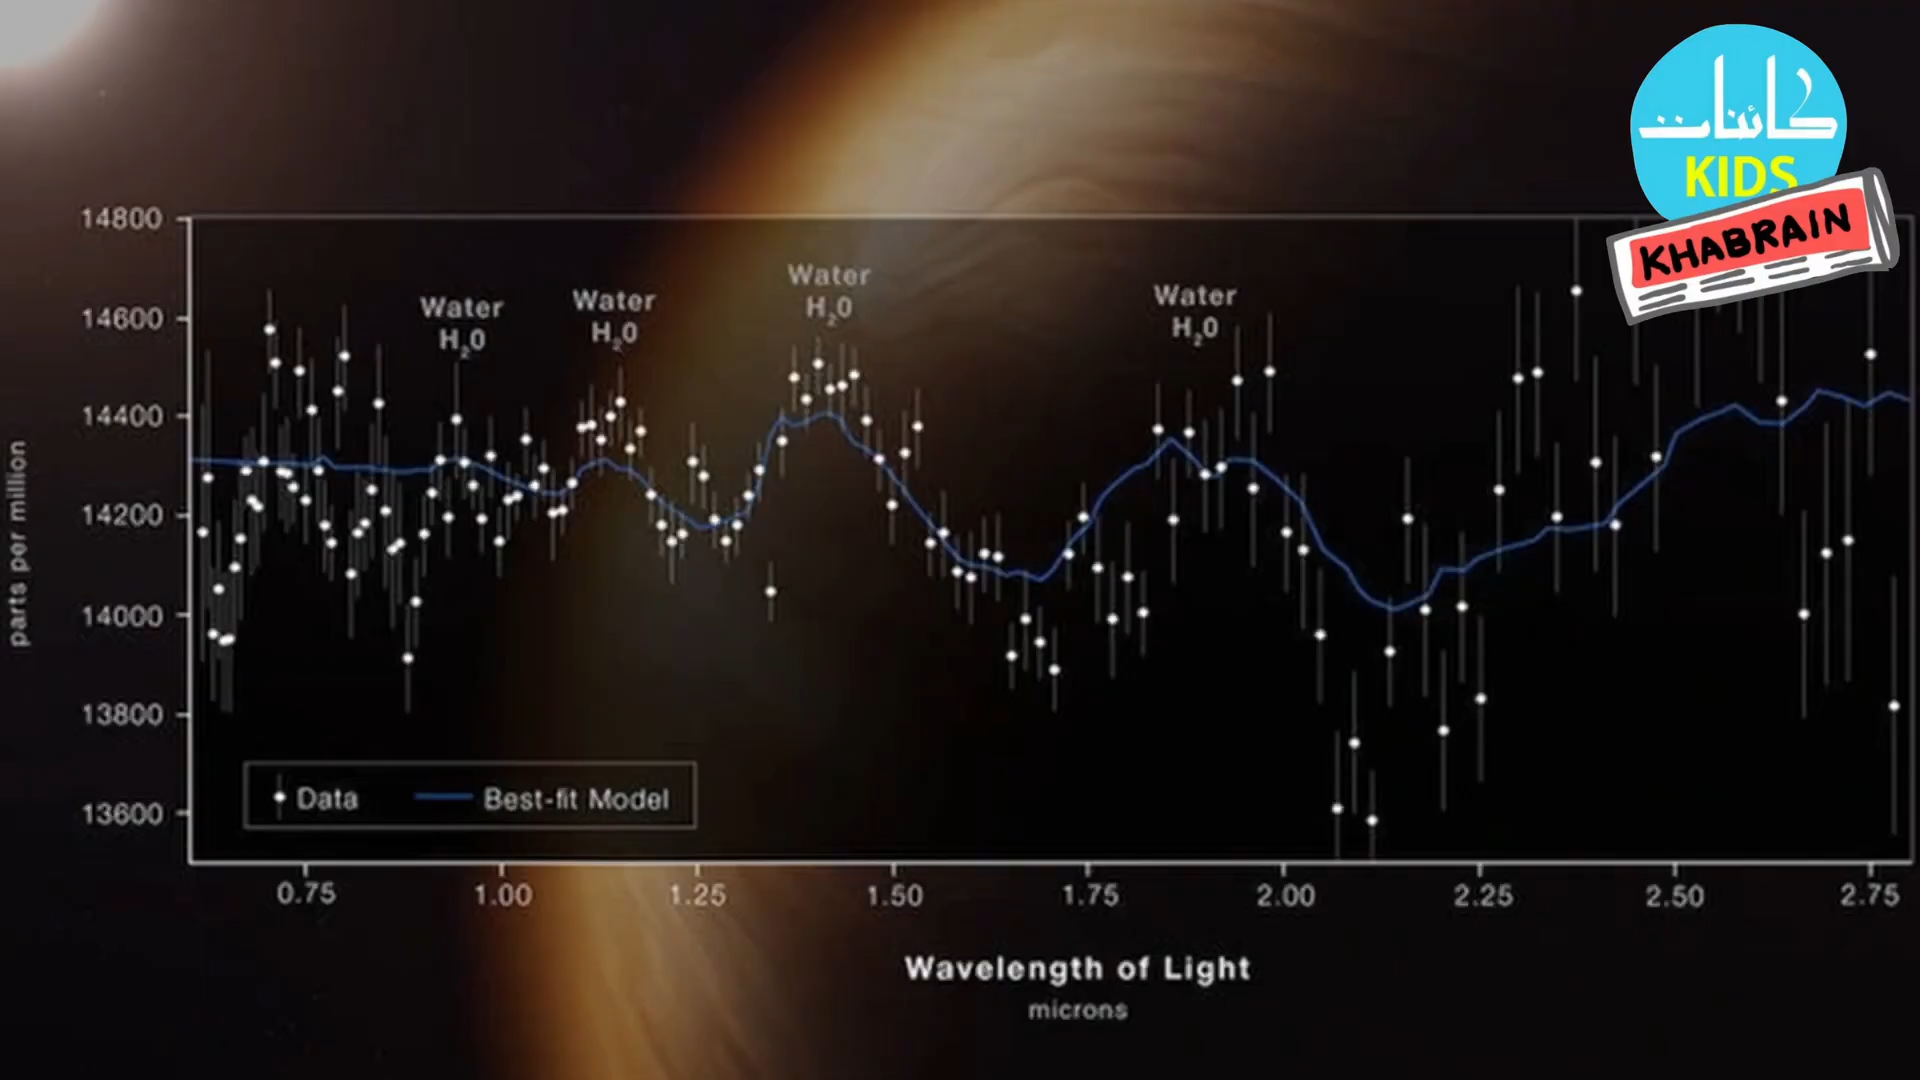 كائنات
KIDS
KHABRAIN
14800
14600
14400
14200
14000
13800
13600
parts per million
Water
H₂0
Water
H₂0
Water
H₂0
Water
H₂0
Data
Best-fit Model
0.75
1.00
1.25
1.50
1.75
2.00
2.25
2.50
2.75
Wavelength of Light
microns